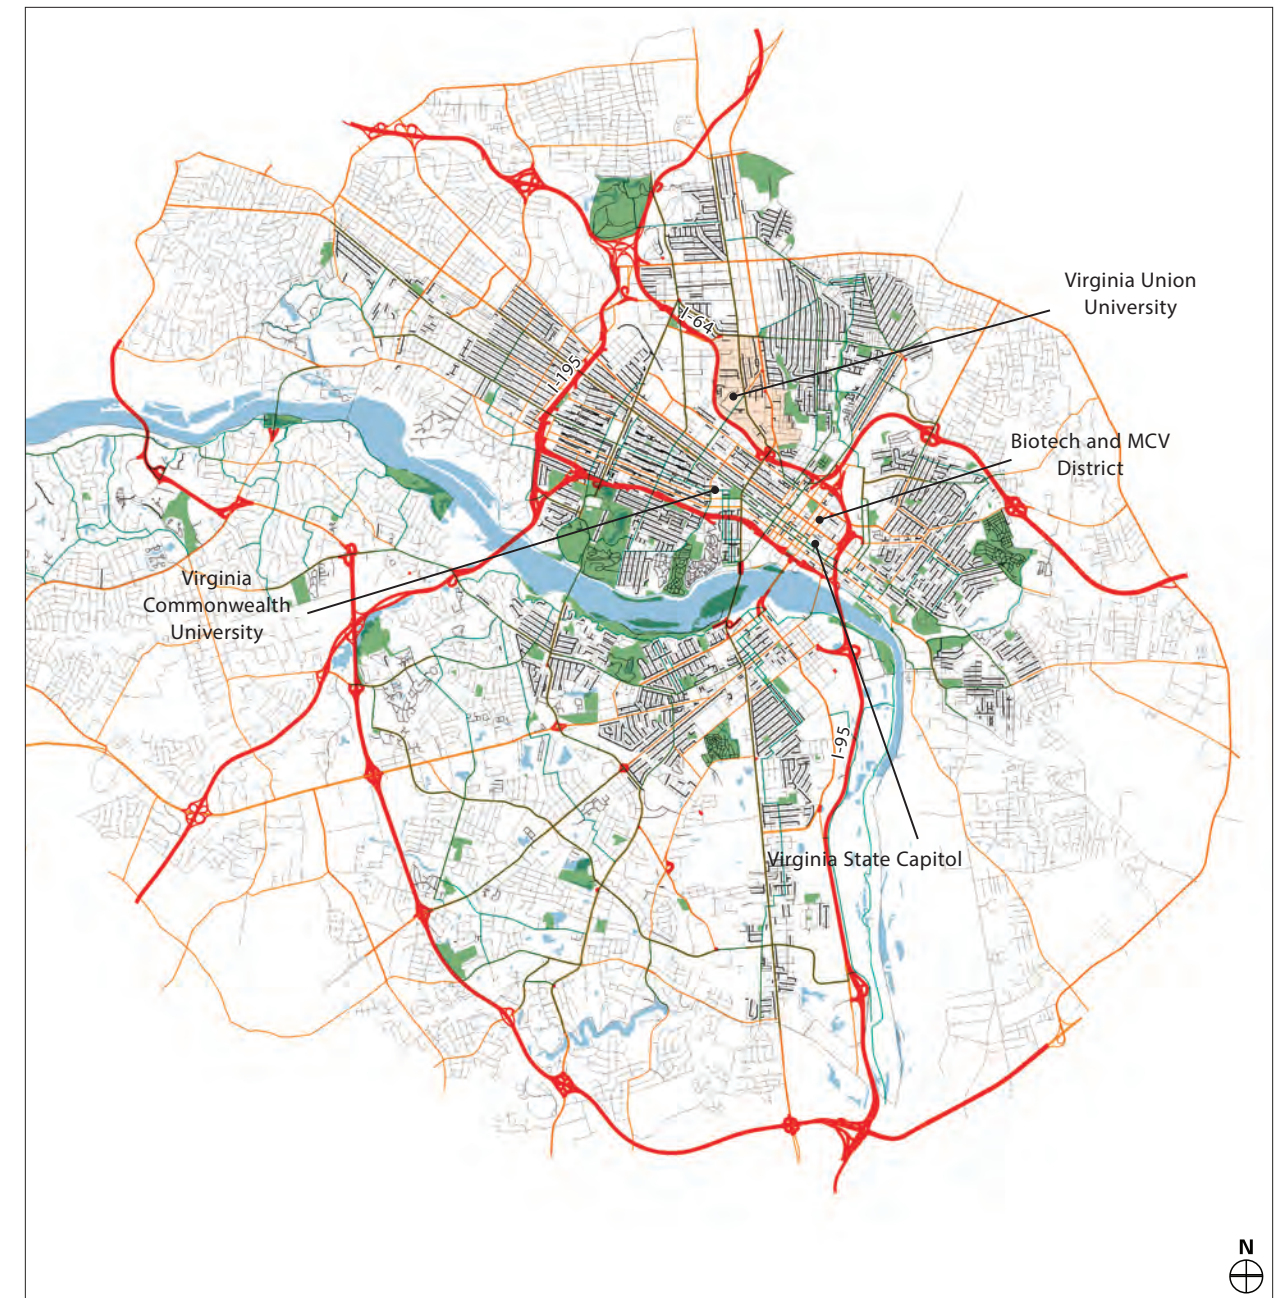 Virginia Union
University
I-64
I-195
Biotech and MCV
District
Virginia
Commonwealth
University
I-95
Virginia State Capitol
N